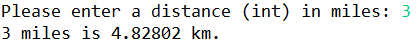 Please enter a distance (int) in miles: 3
3 miles is 4.82802 km.